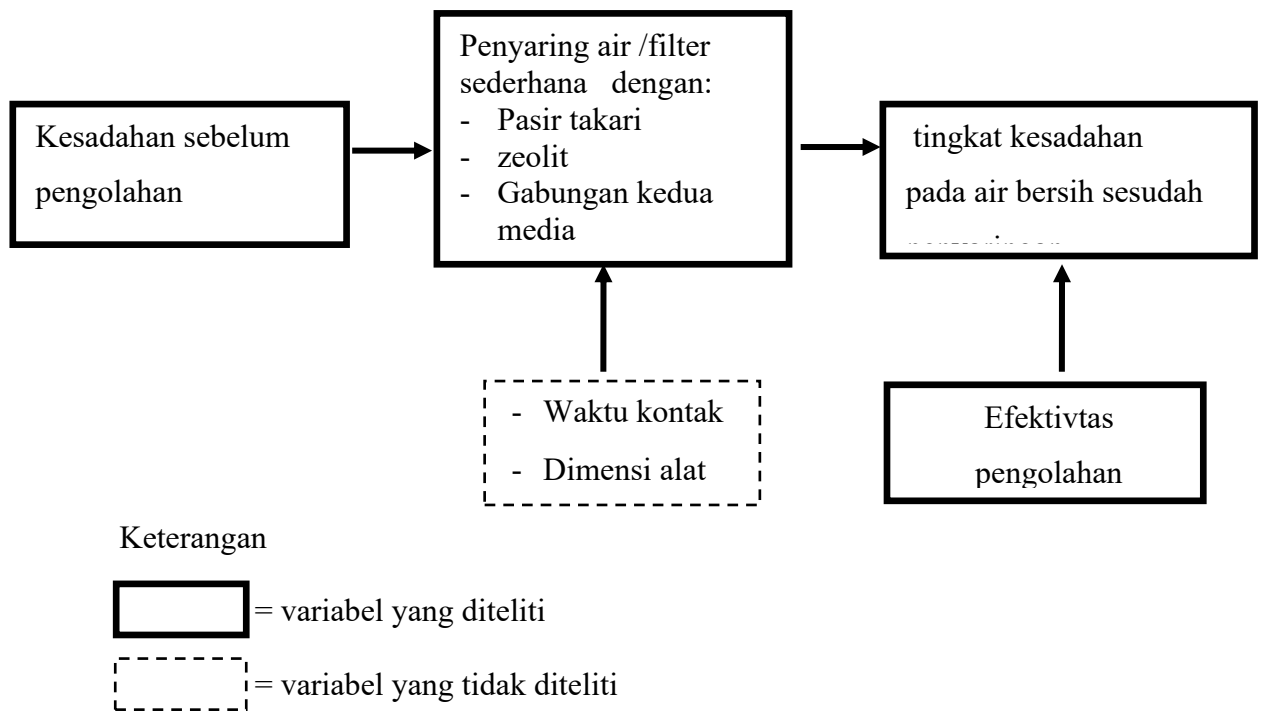 Penyaring air /filter
sederhana dengan:
- Pasir takari
- zeolit
- Gabungan kedua
media
Kesadahan sebelum
pengolahan
tingkat kesadahan
pada air bersih sesudah
- Waktu kontak
- Dimensi alat
Efektivtas
pengolahan
Keterangan
= variabel yang diteliti
= variabel yang tidak diteliti